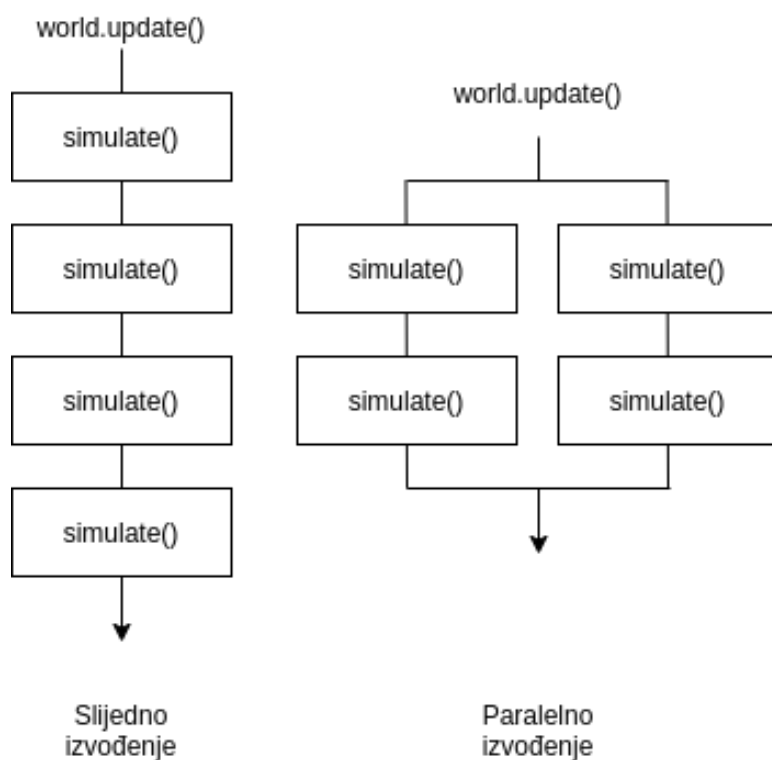 world.update()
simulate()
simulate()
simulate()
simulate()
Slijedno
izvođenje
world.update()
simulate()
simulate()
simulate()
simulate()
Paralelno
izvođenje